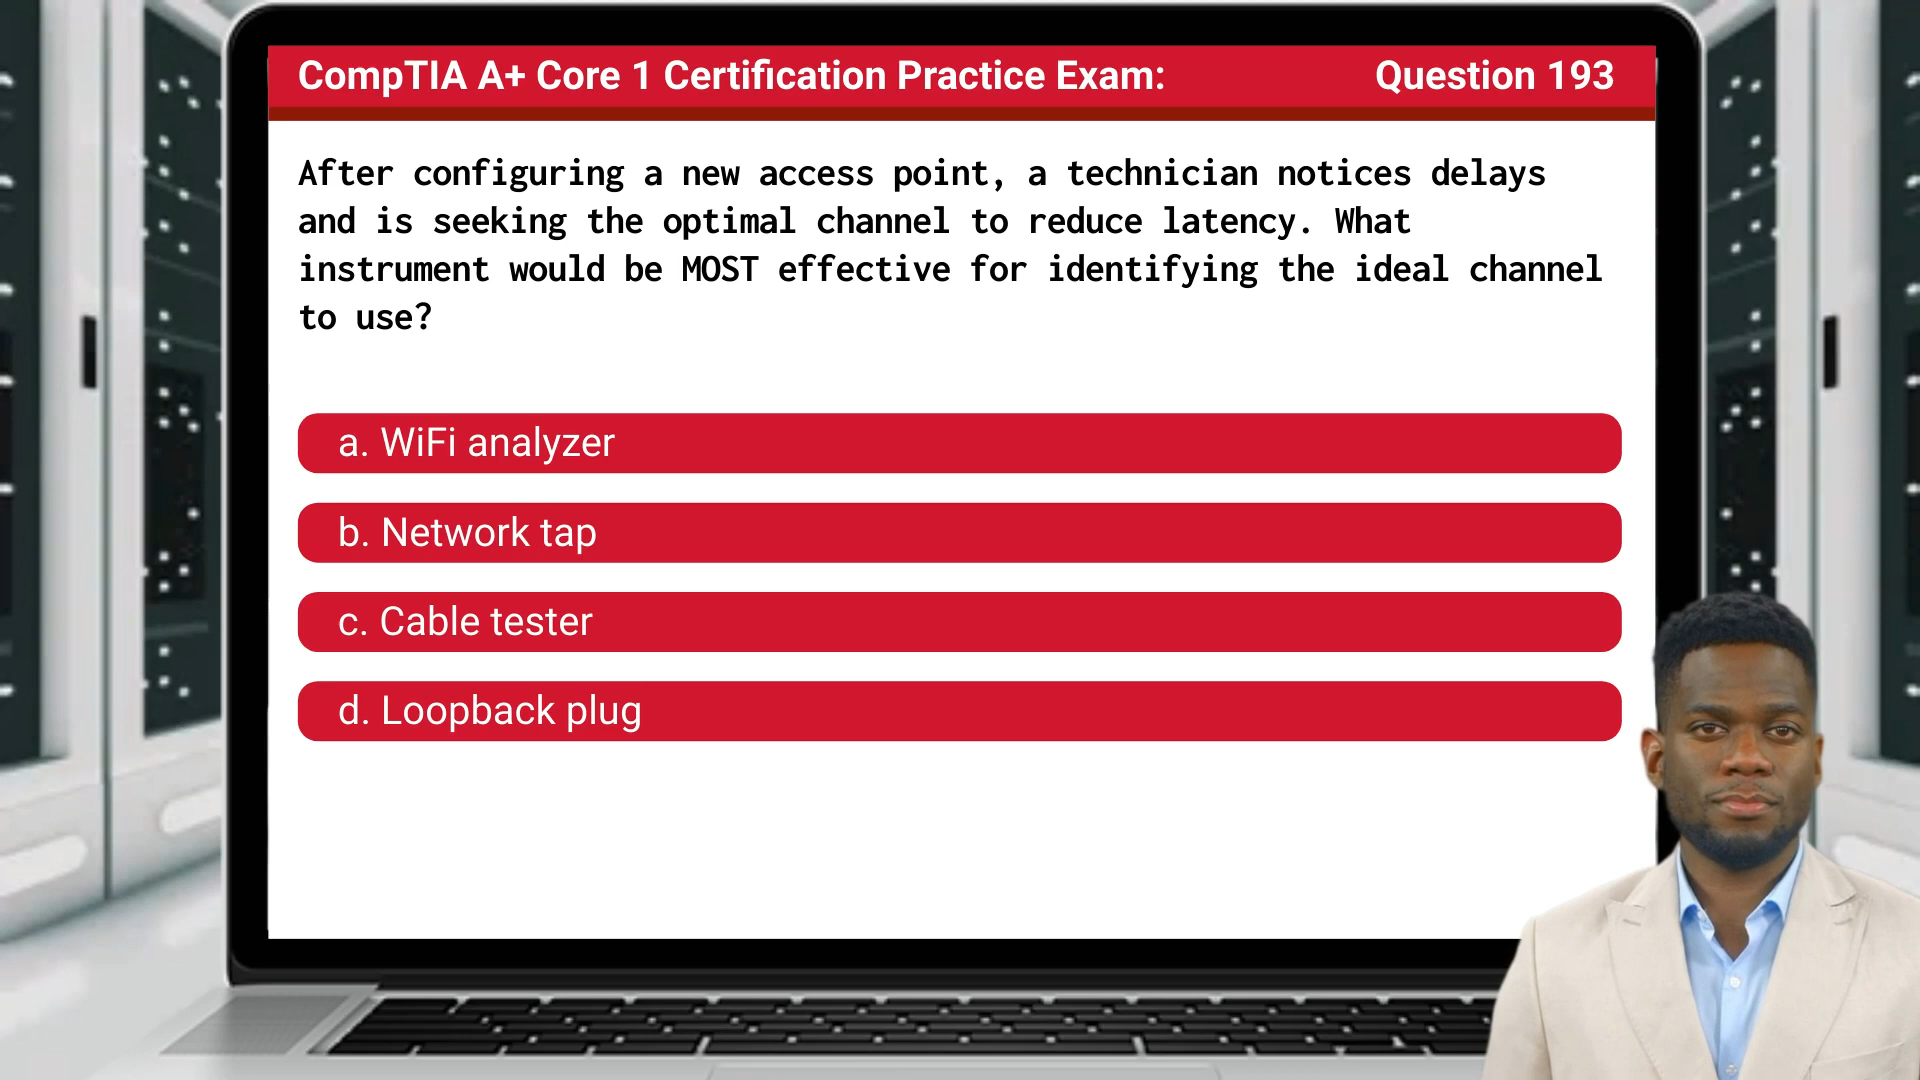 CompTIA A+ Core 1 Certification Practice Exam: Question 193
After configuring a new access point, a technician notices delays
and is seeking the optimal channel to reduce latency. What
instrument would be MOST effective for identifying the ideal channel
to use?
a. WiFi analyzer
b. Network tap
c. Cable tester
d. Loopback plug